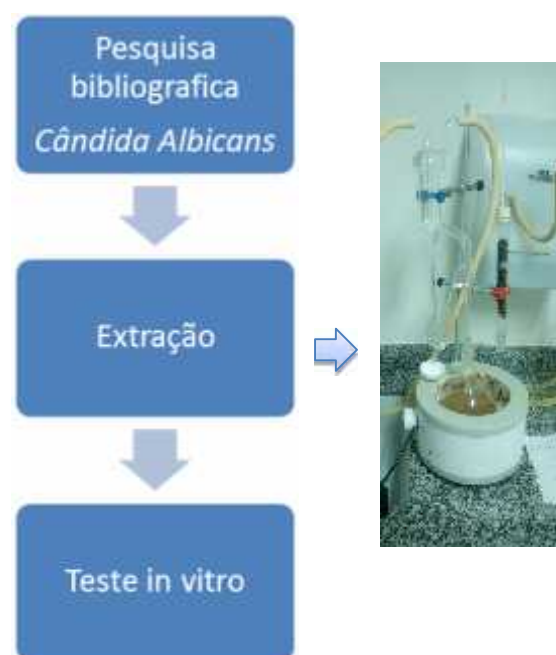 Pesquisa
bibliografica
Cândida Albicans
Extração
Teste in vitro